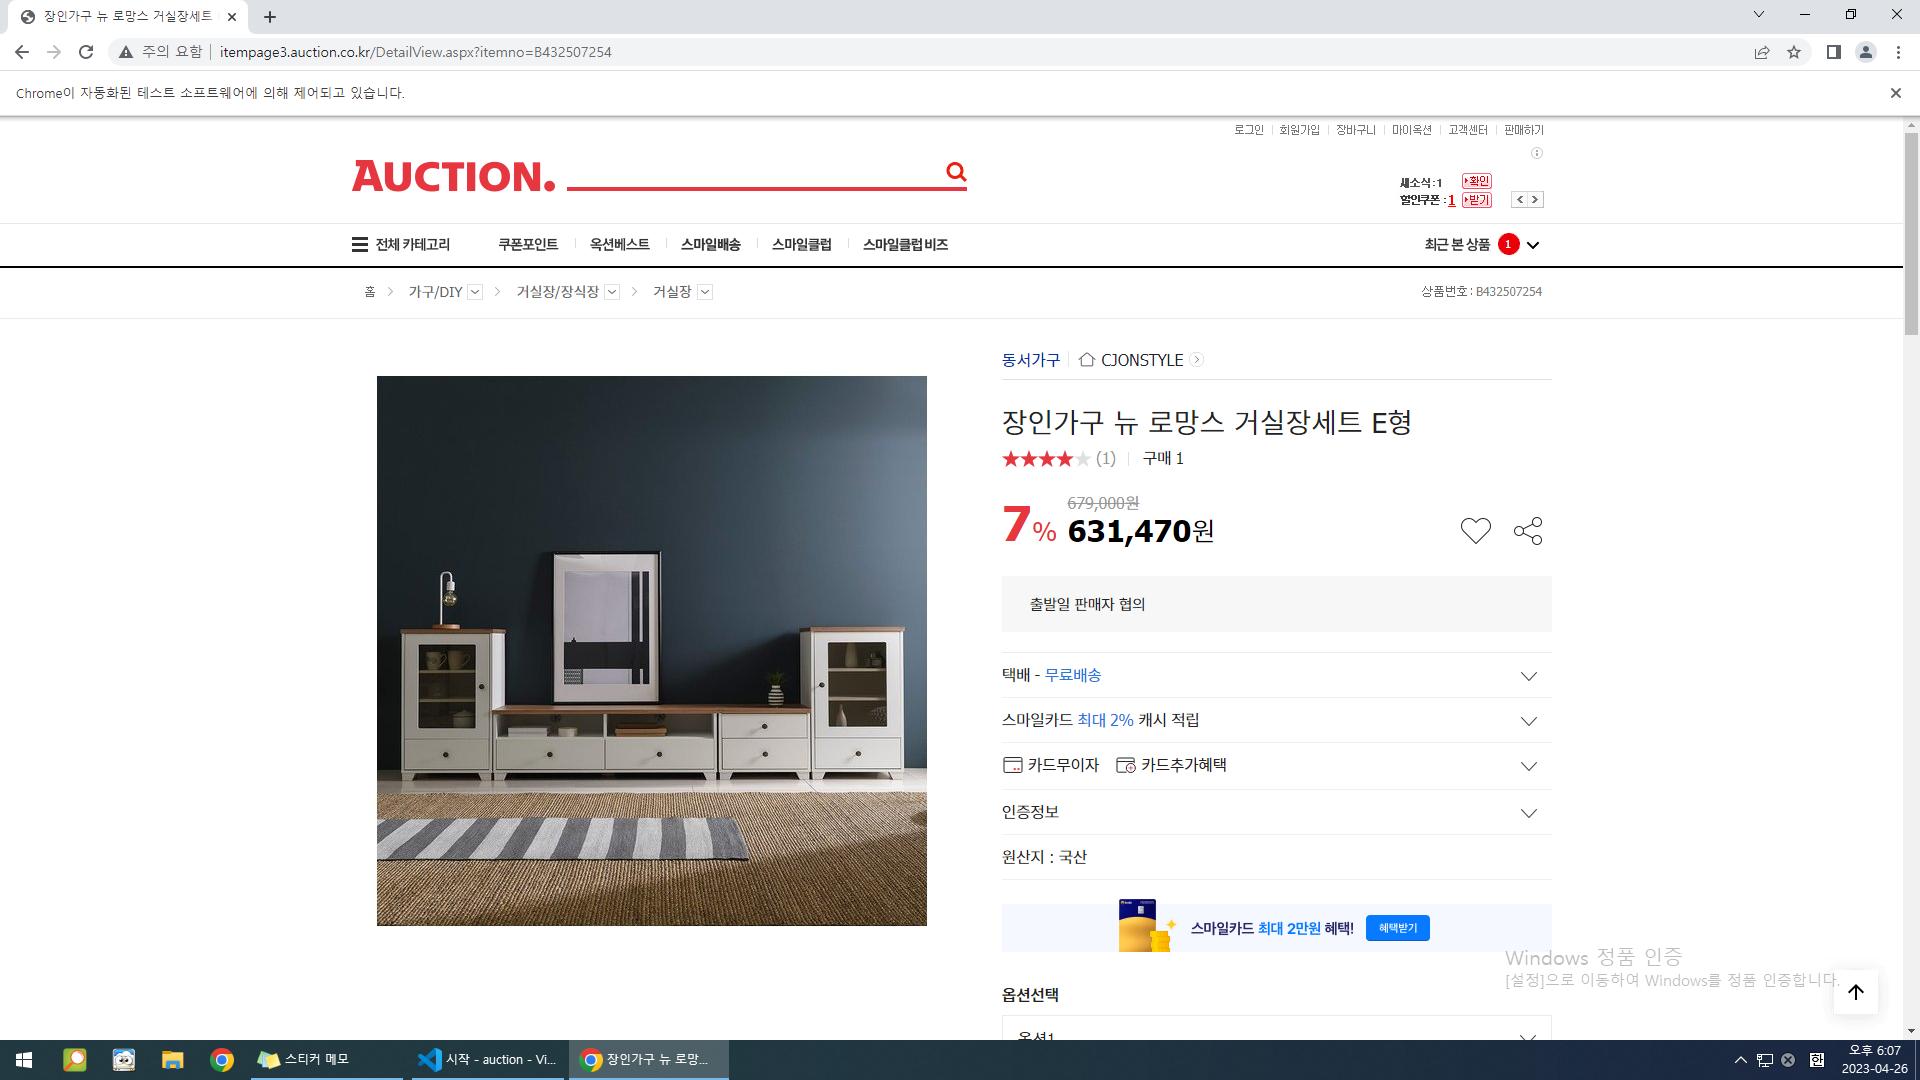 장인가구 뉴 로망스 거실장세트
주의 요함 itempage3.auction.co.kr/DetailView.aspx?itemno=B432507254
Chrome이 자동화된 테스트 소프트웨어에 의해 제어되고 있습니다.
로그인 회원가입 장바구니 마이옥션 고객센터 판매하기
AUCTION.
새소식:1 확인
할인쿠폰 : 1 받기
전체 카테고리 쿠폰포인트 옥션베스트 스마일배송 스마일클럽 스마일클럽 비즈 최근 본 상품 1
홈 가구/DIY 거실장/장식장 거실장 상품번호 : B432507254
동서가구 CJONSTYLE
장인가구 뉴 로망스 거실장세트 E형
(1) 구매 1
679,000원
7% 631,470원
출발일 판매자 협의
택배 - 무료배송
스마일카드 최대 2% 캐시 적립
카드무이자 카드추가혜택
인증정보
원산지 : 국산
스마일카드 최대 2만원 혜택! 혜택받기
Windows 정품 인증
[설정]으로 이동하여 Windows를 정품 인증합니다.
옵션선택
옵션1
스티커 메모 시작 - auction - Vi... 장인가구 뉴 로망... 한 오후 6:07
2023-04-26